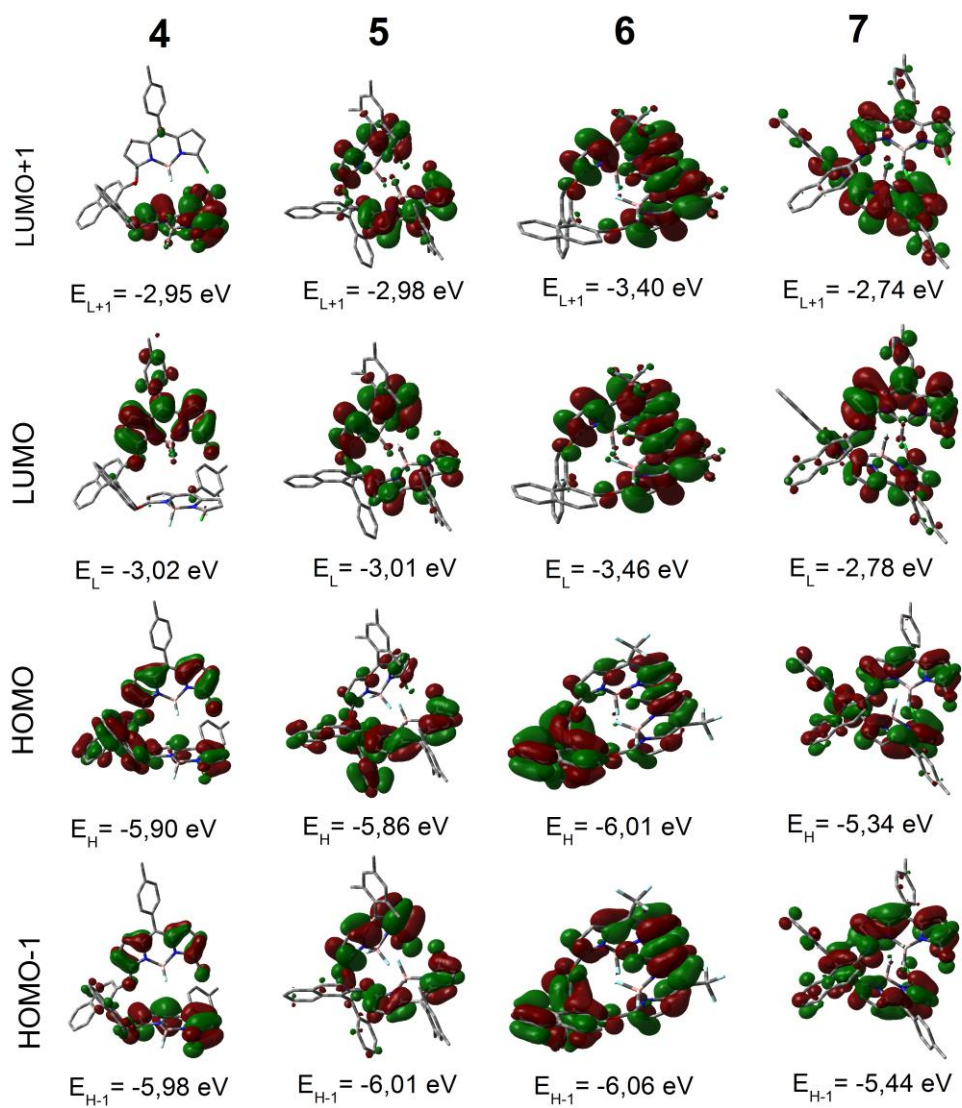 4 5 6 7
LUMO+1
E_L+1= -2,95 eV E_L+1= -2,98 eV E_L+1= -3,40 eV E_L+1= -2,74 eV
LUMO
E_L= -3,02 eV E_L= -3,01 eV E_L= -3,46 eV E_L= -2,78 eV
HOMO
E_H= -5,90 eV E_H= -5,86 eV E_H= -6,01 eV E_H= -5,34 eV
HOMO-1
E_H-1= -5,98 eV E_H-1= -6,01 eV E_H-1= -6,06 eV E_H-1= -5,44 eV